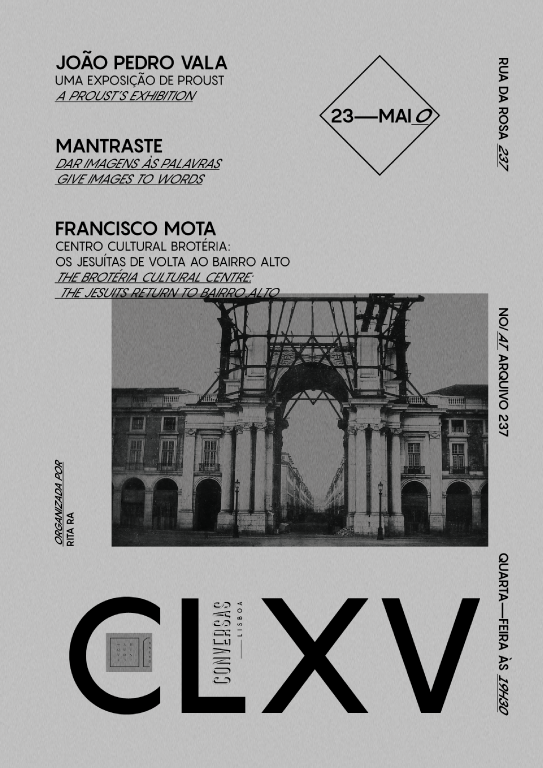 JOÃO PEDRO VALA
UMA EXPOSIÇÃO DE PROUST
A PROUST'S EXHIBITION
23—MAIO
MANTRASTE
DAR IMAGENS ÀS PALAVRAS
GIVE IMAGES TO WORDS
FRANCISCO MOTA
CENTRO CULTURAL BROTÉRIA:
OS JESUÍTAS DE VOLTA AO BAIRRO ALTO
THE BROTÉRIA CULTURAL CENTRE:
THE JESUITS RETURN TO BAIRRO ALTO
RUA DA ROSA 237
NO/AT ARQUIVO 237
QUARTA—FEIRA ÀS 19H30
ORGANIZADA POR
RITA RA
CLXV
CONVERSAS
LISBOA